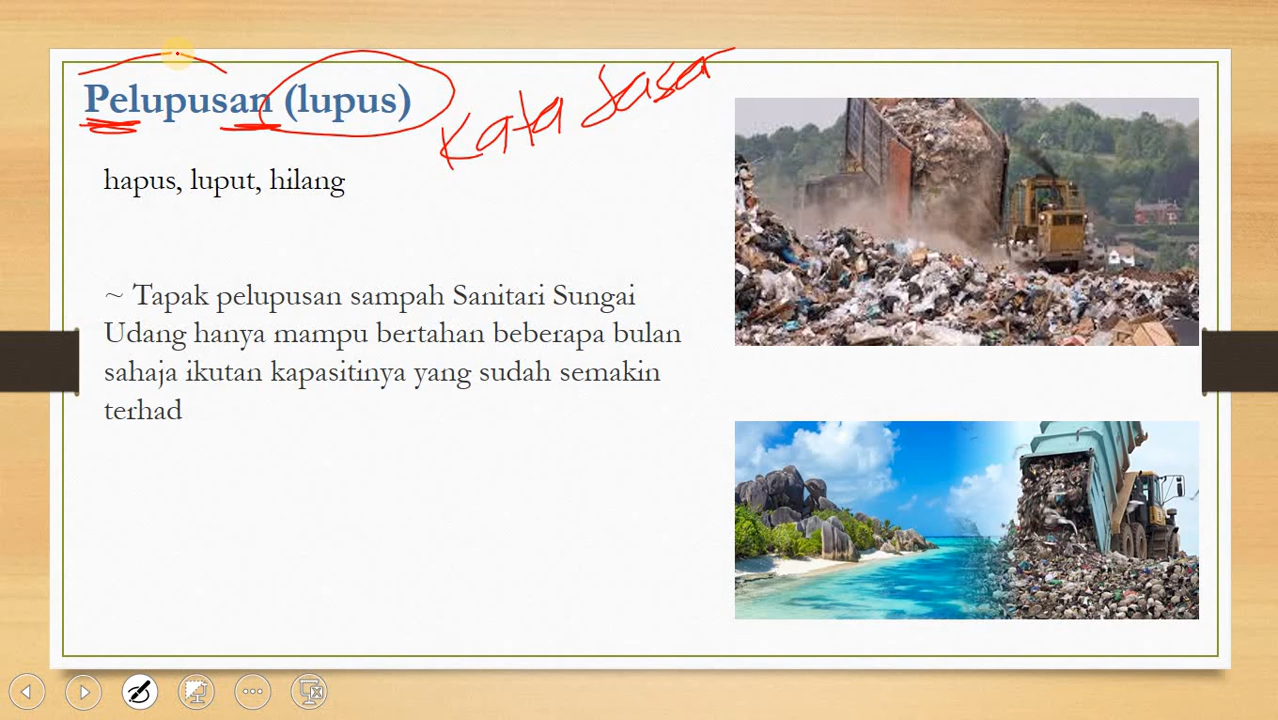 Pelupusan (lupus)
Kata dasar
hapus, luput, hilang
~ Tapak pelupusan sampah Sanitari Sungai
Udang hanya mampu bertahan beberapa bulan
sahaja ikutan kapasitinya yang sudah semakin
terhad